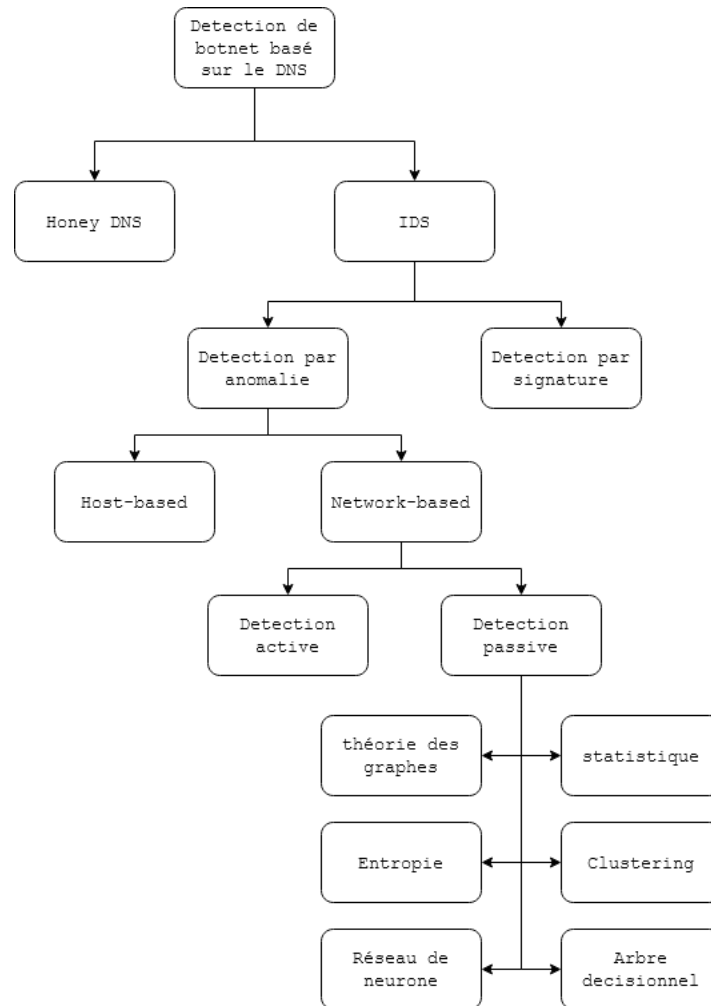 Detection de
botnet basé
sur le DNS
Honey DNS
IDS
Detection par
anomalie
Detection par
signature
Host-based
Network-based
Detection
active
Detection
passive
théorie des
graphes
statistique
Entropie
Clustering
Réseau de
neurone
Arbre
decisionnel